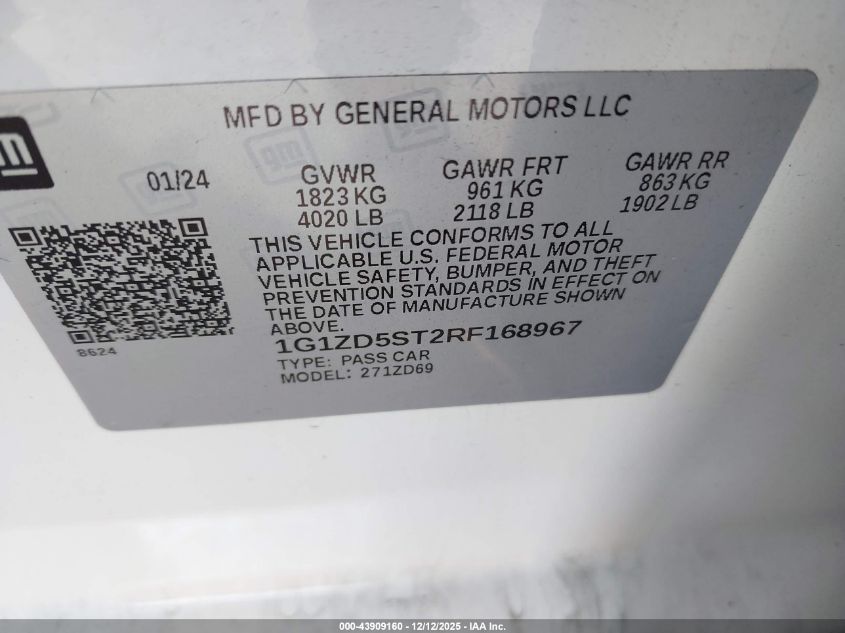 MFD BY GENERAL MOTORS LLC
gm
01/24
GVWR
1823 KG
4020 LB
GAWR FRT
961 KG
2118 LB
GAWR RR
863 KG
1902 LB
THIS VEHICLE CONFORMS TO ALL
APPLICABLE U.S. FEDERAL MOTOR
VEHICLE SAFETY, BUMPER, AND THEFT
PREVENTION STANDARDS IN EFFECT ON
THE DATE OF MANUFACTURE SHOWN
ABOVE.
8624
1G1ZD5ST2RF168967
TYPE: PASS CAR
MODEL: 271ZD69
000-43909160 - 12/12/2025 - IAA Inc.